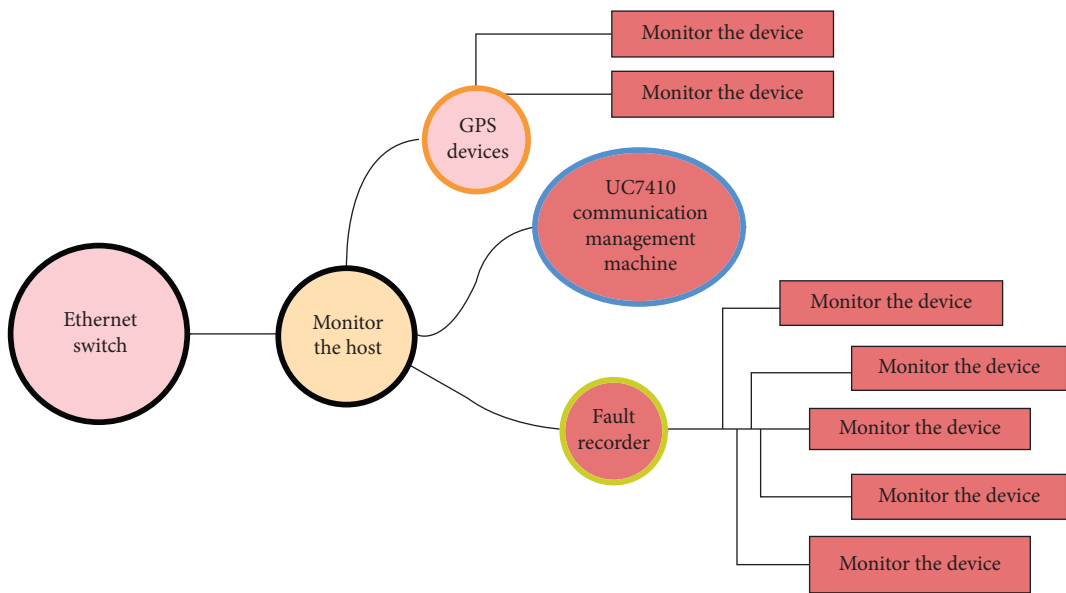 Monitor the device
Monitor the device
GPS
devices
UC7410
communication
management
machine
Ethernet
switch
Monitor
the host
Monitor the device
Monitor the device
Fault
recorder
Monitor the device
Monitor the device
Monitor the device